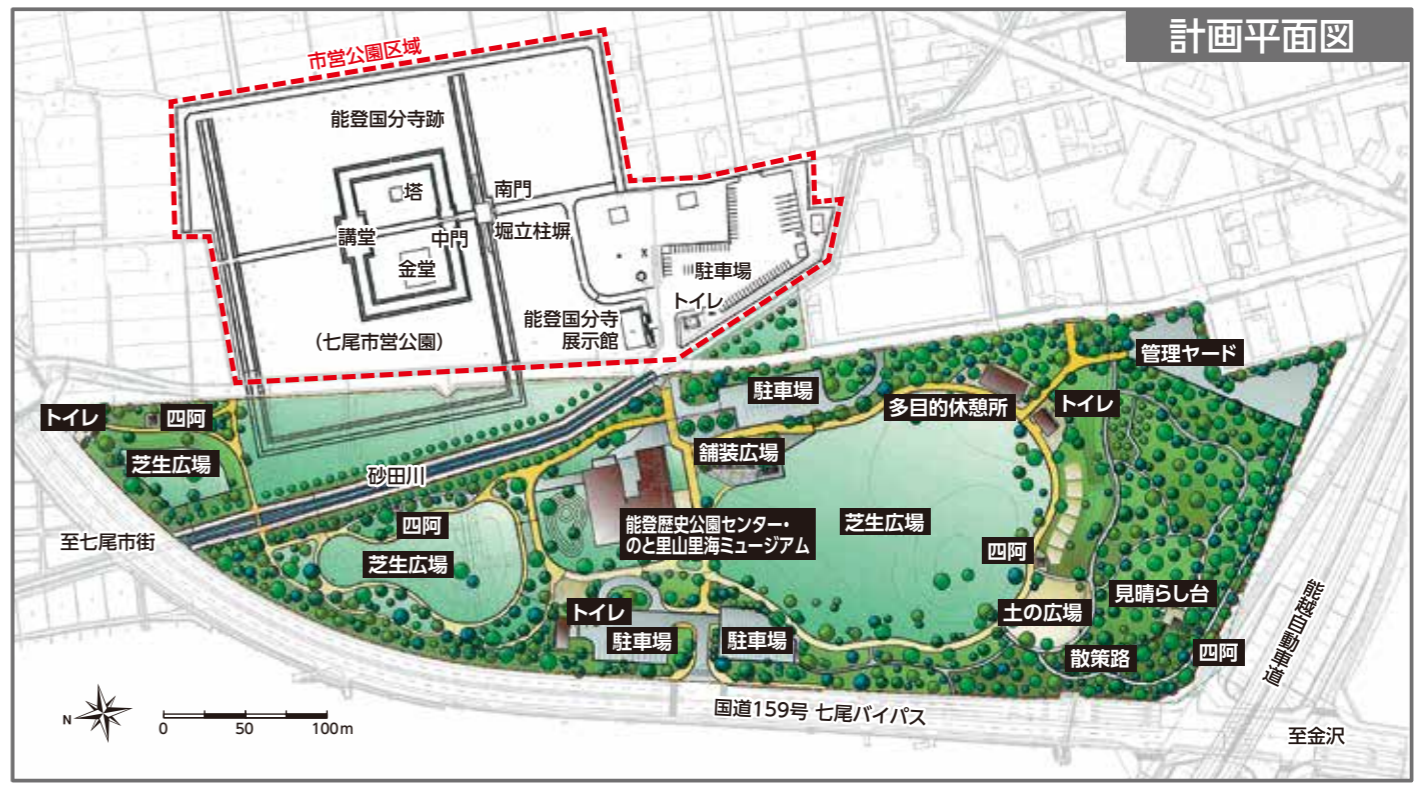 計画平面図
市営公園区域
能登国分寺跡
塔
南門
講堂
中門
堀立柱塀
金堂
駐車場
トイレ
能登国分寺
展示館
(七尾市営公園)
管理ヤード
駐車場
多目的休憩所
トイレ
トイレ
四阿
芝生広場
舗装広場
砂田川
四阿
能登歴史公園センター・
のと里山里海ミュージアム
芝生広場
至七尾市街
芝生広場
四阿
見晴らし台
能越自動車道
トイレ
土の広場
駐車場
駐車場
散策路
四阿
国道159号 七尾バイパス
至金沢
N
0
50
100m